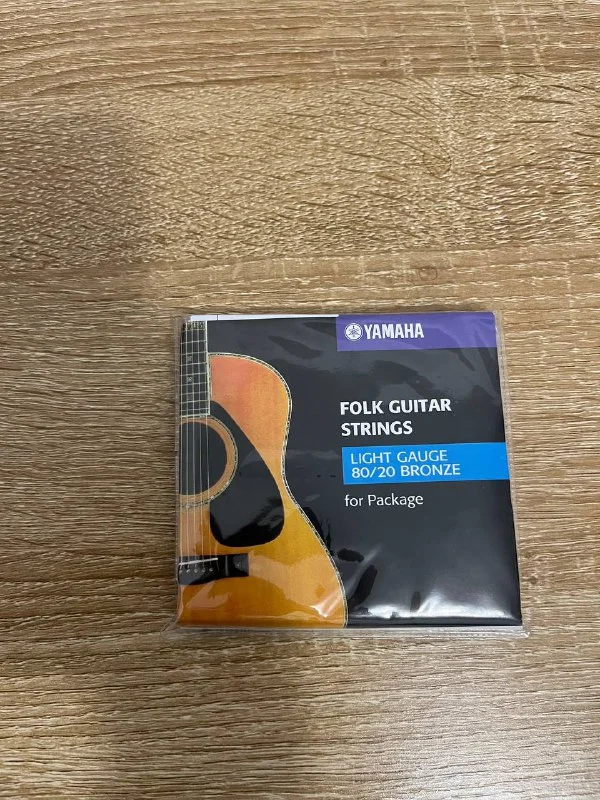 YAMAHA
FOLK GUITAR
STRINGS
LIGHT GAUGE
80/20 BRONZE
for Package